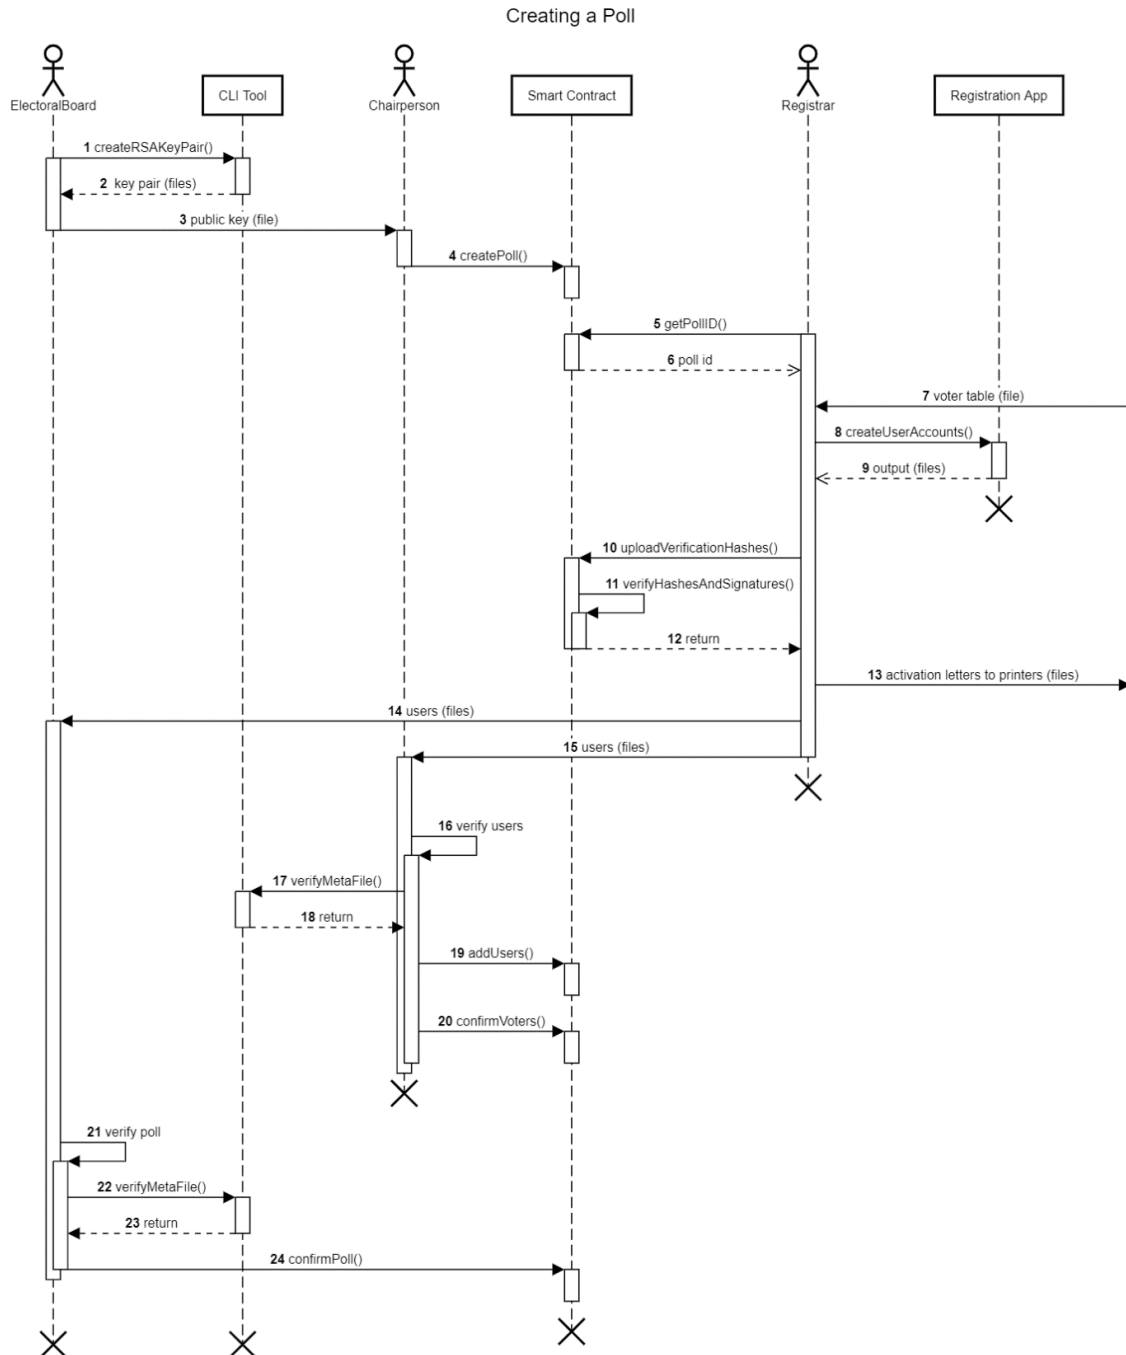 Creating a Poll
ElectoralBoard
CLI Tool
Chairperson
Smart Contract
Registrar
Registration App
1 createRSAKeyPair()
2 key pair (files)
3 public key (file)
4 createPoll()
5 getPollID()
6 poll id
7 voter table (file)
8 createUserAccounts()
9 output (files)
10 uploadVerificationHashes()
11 verifyHashesAndSignatures()
12 return
13 activation letters to printers (files)
14 users (files)
15 users (files)
16 verify users
17 verifyMetaFile()
18 return
19 addUsers()
20 confirmVoters()
21 verify poll
22 verifyMetaFile()
23 return
24 confirmPoll()